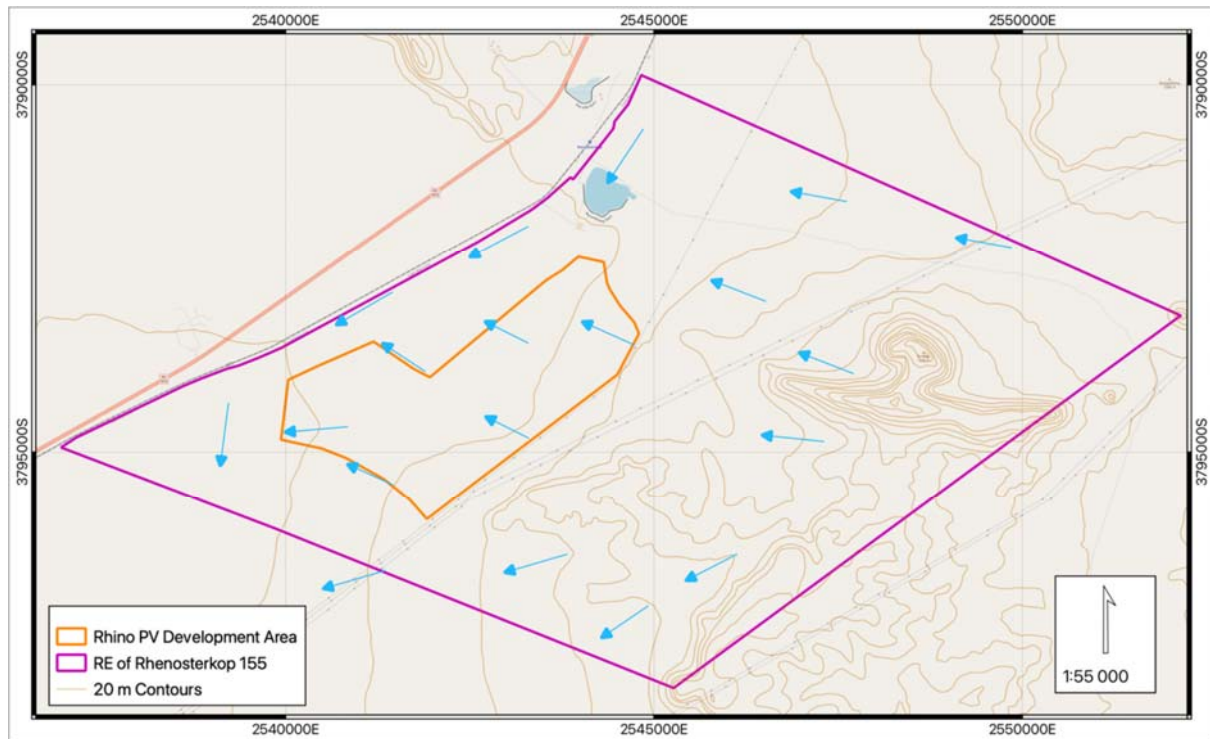 2540000E 2545000E 2550000E
3790000S 3790000S
3795000S 3795000S
Rhino PV Development Area
RE of Rhenosterkop 155
20 m Contours
1:55 000
2540000E 2545000E 2550000E